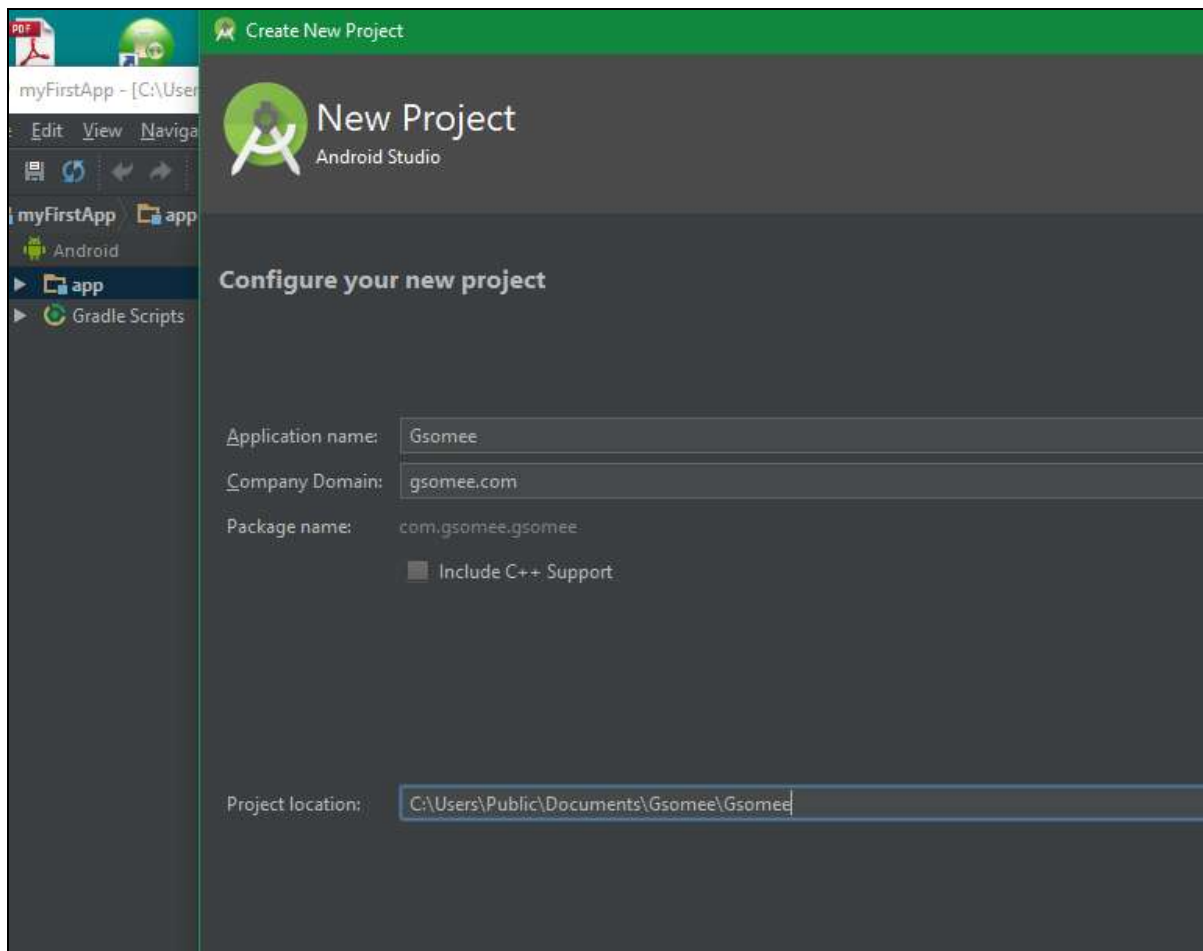 PDF
Create New Project
myFirstApp - [C:\User
Edit View Naviga
New Project
Android Studio
myFirstApp app
Android
app
Gradle Scripts
Configure your new project
Application name: Gsomee
Company Domain: gsomee.com
Package name: com.gsomee.gsomee
Include C++ Support
Project location: C:\Users\Public\Documents\Gsomee\Gsomee